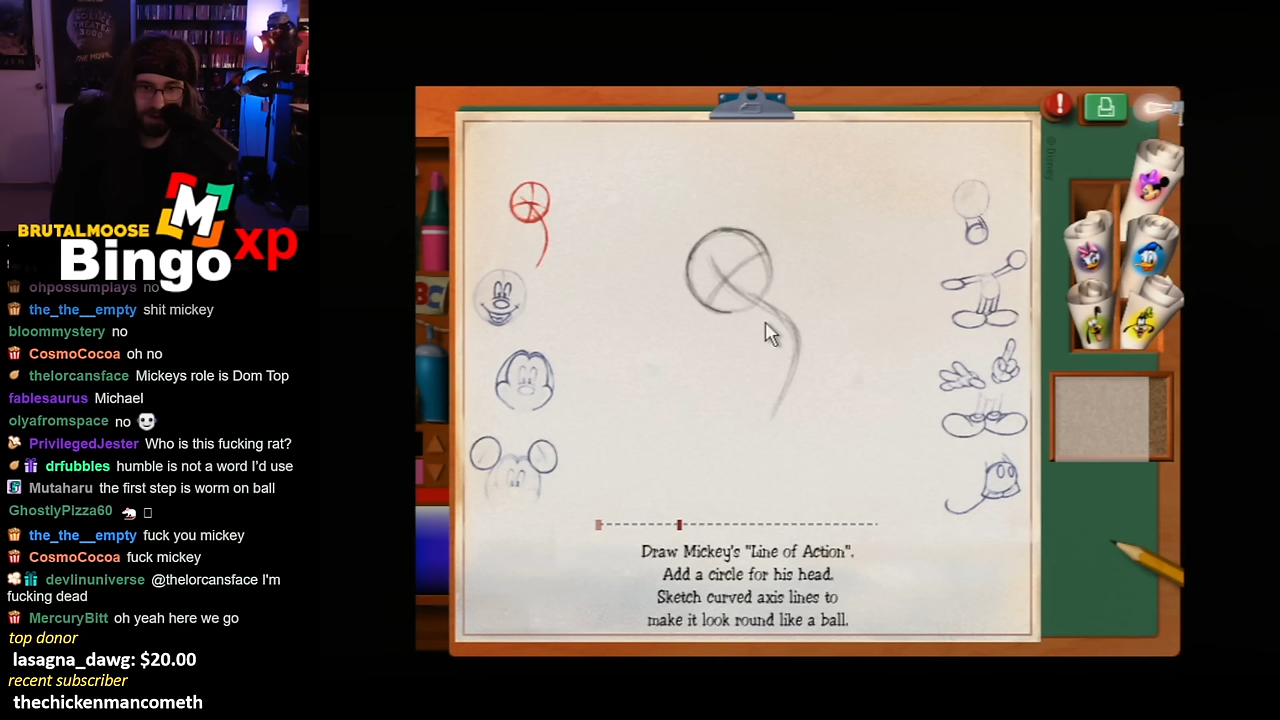 BRUTALMOOSE
M
Bingo xp
ohpossumplays no
the_the__empty shit mickey
bloommystery no
CosmoCocoa oh no
thelorcansface Mickeys role is Dom Top
fablesaurus Michael
olyafromspace no
PrivilegedJester Who is this fucking rat?
drfubbles humble is not a word I'd use
Mutaharu the first step is worm on ball
GhostlyPizza60
the_the__empty fuck you mickey
CosmoCocoa fuck mickey
devlinuniverse @thelorcansface I'm
fucking dead
MercuryBitt oh yeah here we go
top donor
lasagna_dawg: $20.00
recent subscriber
thechickenmancometh
© Disney
Draw Mickey's "Line of Action".
Add a circle for his head.
Sketch curved axis lines to
make it look round like a ball.